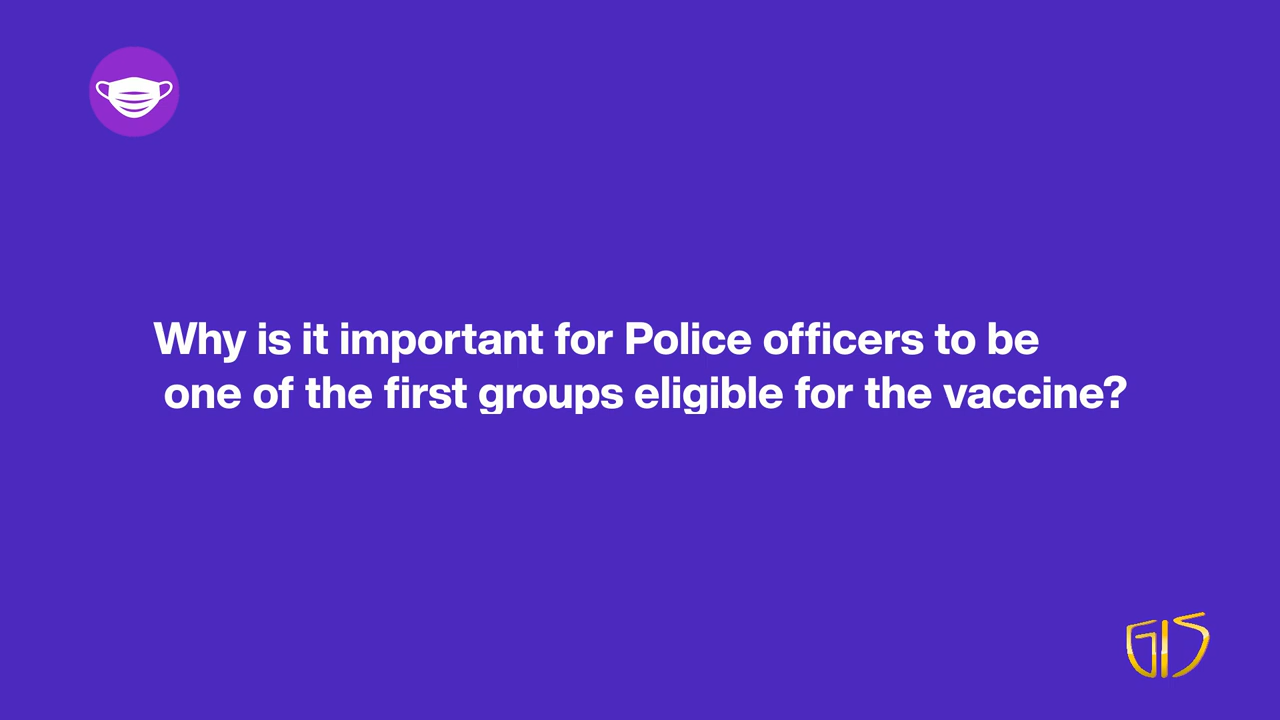 Why is it important for Police officers to be
one of the first groups eligible for the vaccine?
GIS